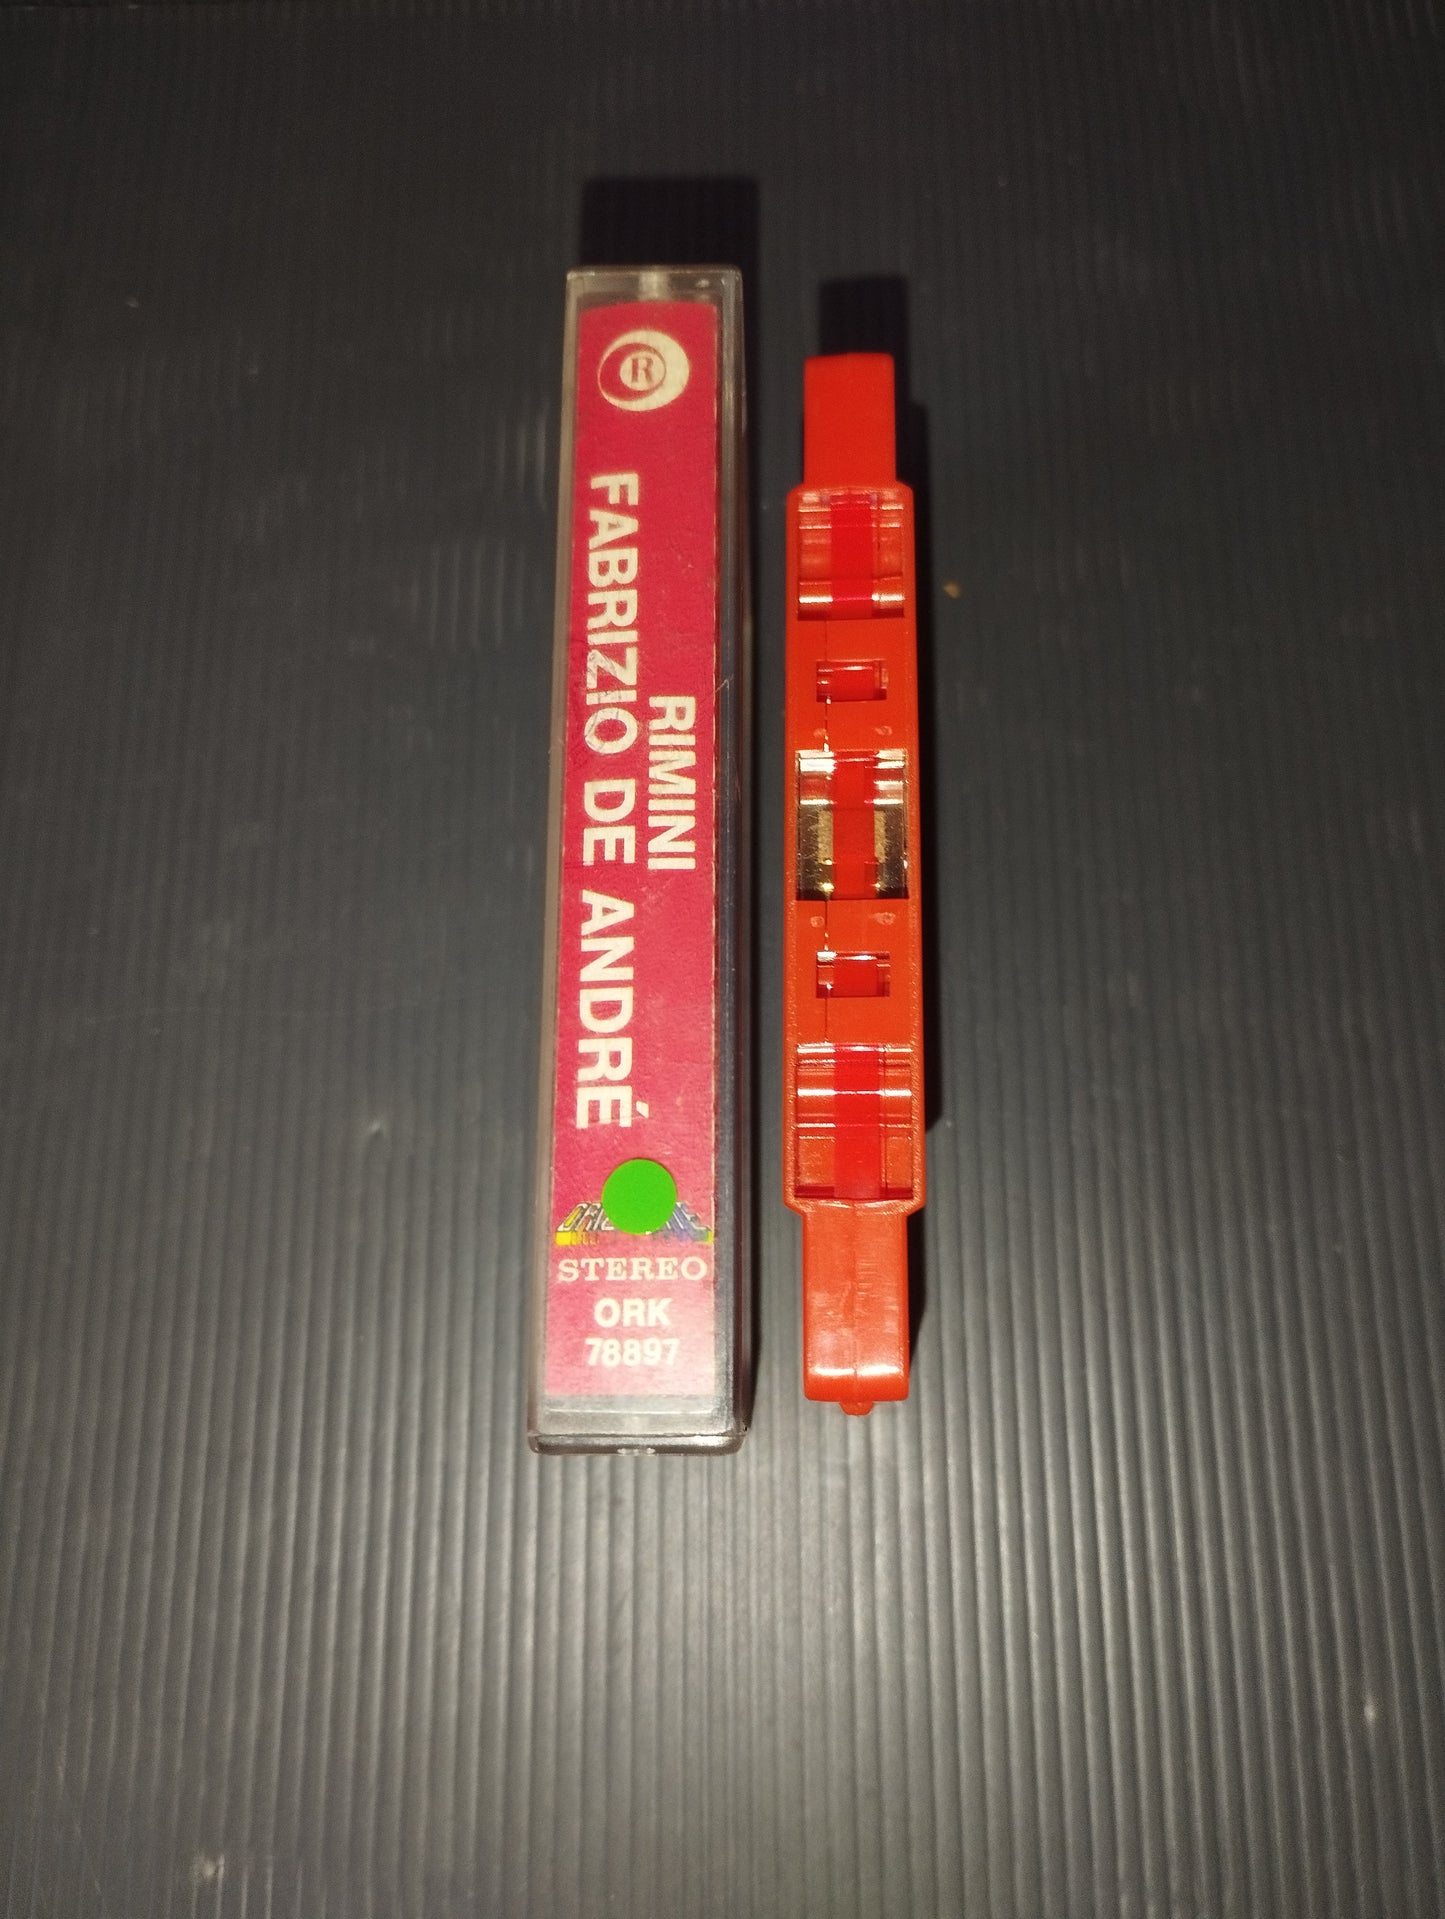 R
RIMINI
FABRIZIO DE ANDRÉ
STEREO
ORK
78897